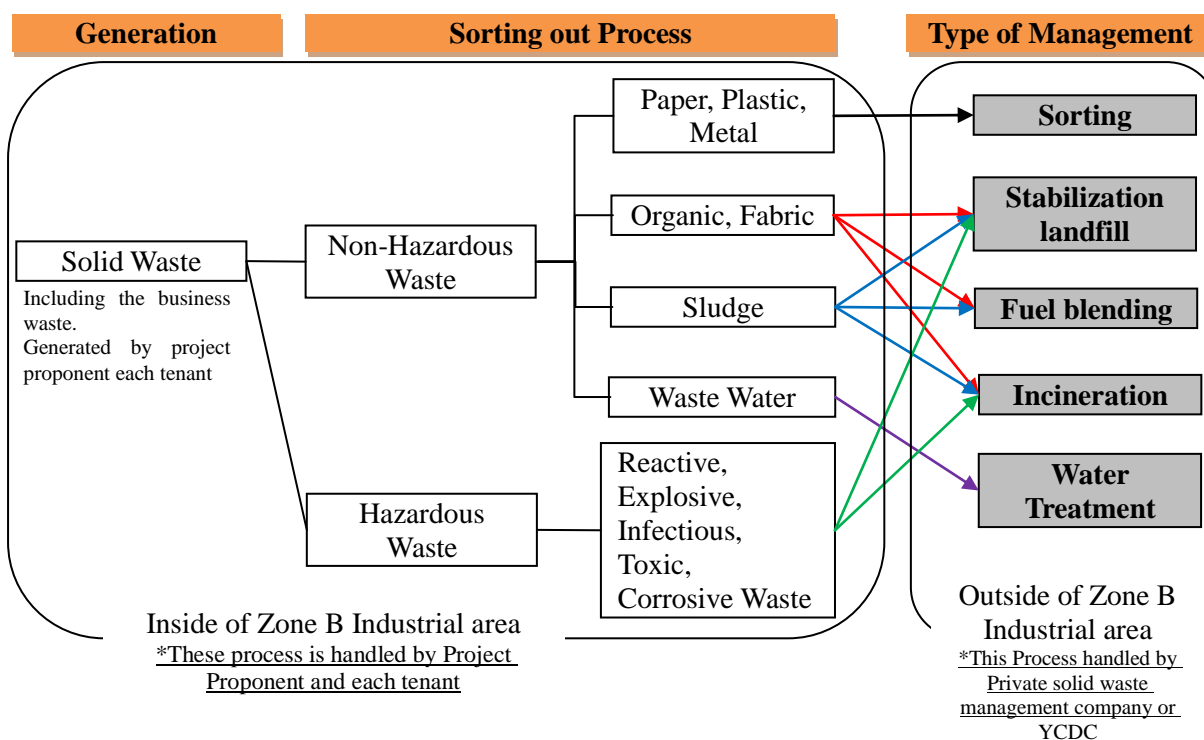 Generation
Sorting out Process
Type of Management
Solid Waste
Including the business
waste.
Generated by project
proponent each tenant
Non-Hazardous
Waste
Hazardous
Waste
Paper, Plastic,
Metal
Organic, Fabric
Sludge
Waste Water
Reactive,
Explosive,
Infectious,
Toxic,
Corrosive Waste
Sorting
Stabilization
landfill
Fuel blending
Incineration
Water
Treatment
Inside of Zone B Industrial area
*These process is handled by Project
Proponent and each tenant
Outside of Zone B
Industrial area
*This Process handled by
Private solid waste
management company or
YCDC